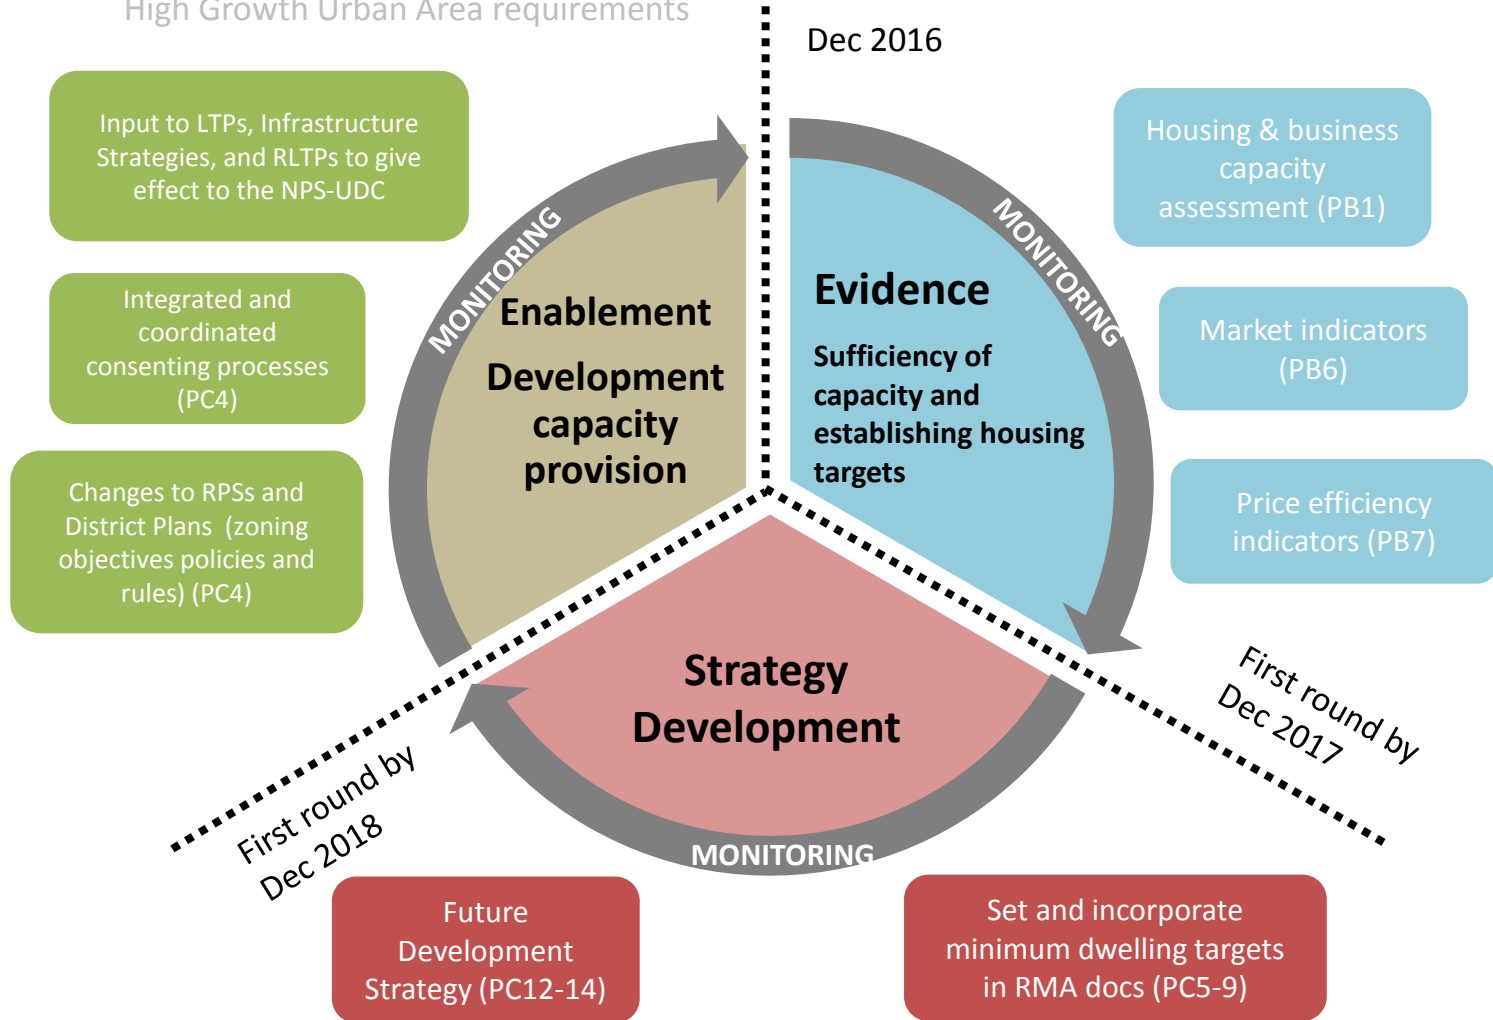 High Growth Urban Area requirements
Dec 2016
Input to LTPs, Infrastructure
Strategies, and RLTPs to give
effect to the NPS-UDC
Integrated and
coordinated
consenting processes
(PC4)
Changes to RPSs and
District Plans (zoning
objectives policies and
rules) (PC4)
MONITORING
Enablement
Development
capacity
provision
MONITORING
Evidence
Sufficiency of
capacity and
establishing housing
targets
Housing & business
capacity
assessment (PB1)
Market indicators
(PB6)
Price efficiency
indicators (PB7)
First round by
Dec 2017
Strategy
Development
MONITORING
First round by
Dec 2018
Future
Development
Strategy (PC12-14)
Set and incorporate
minimum dwelling targets
in RMA docs (PC5-9)